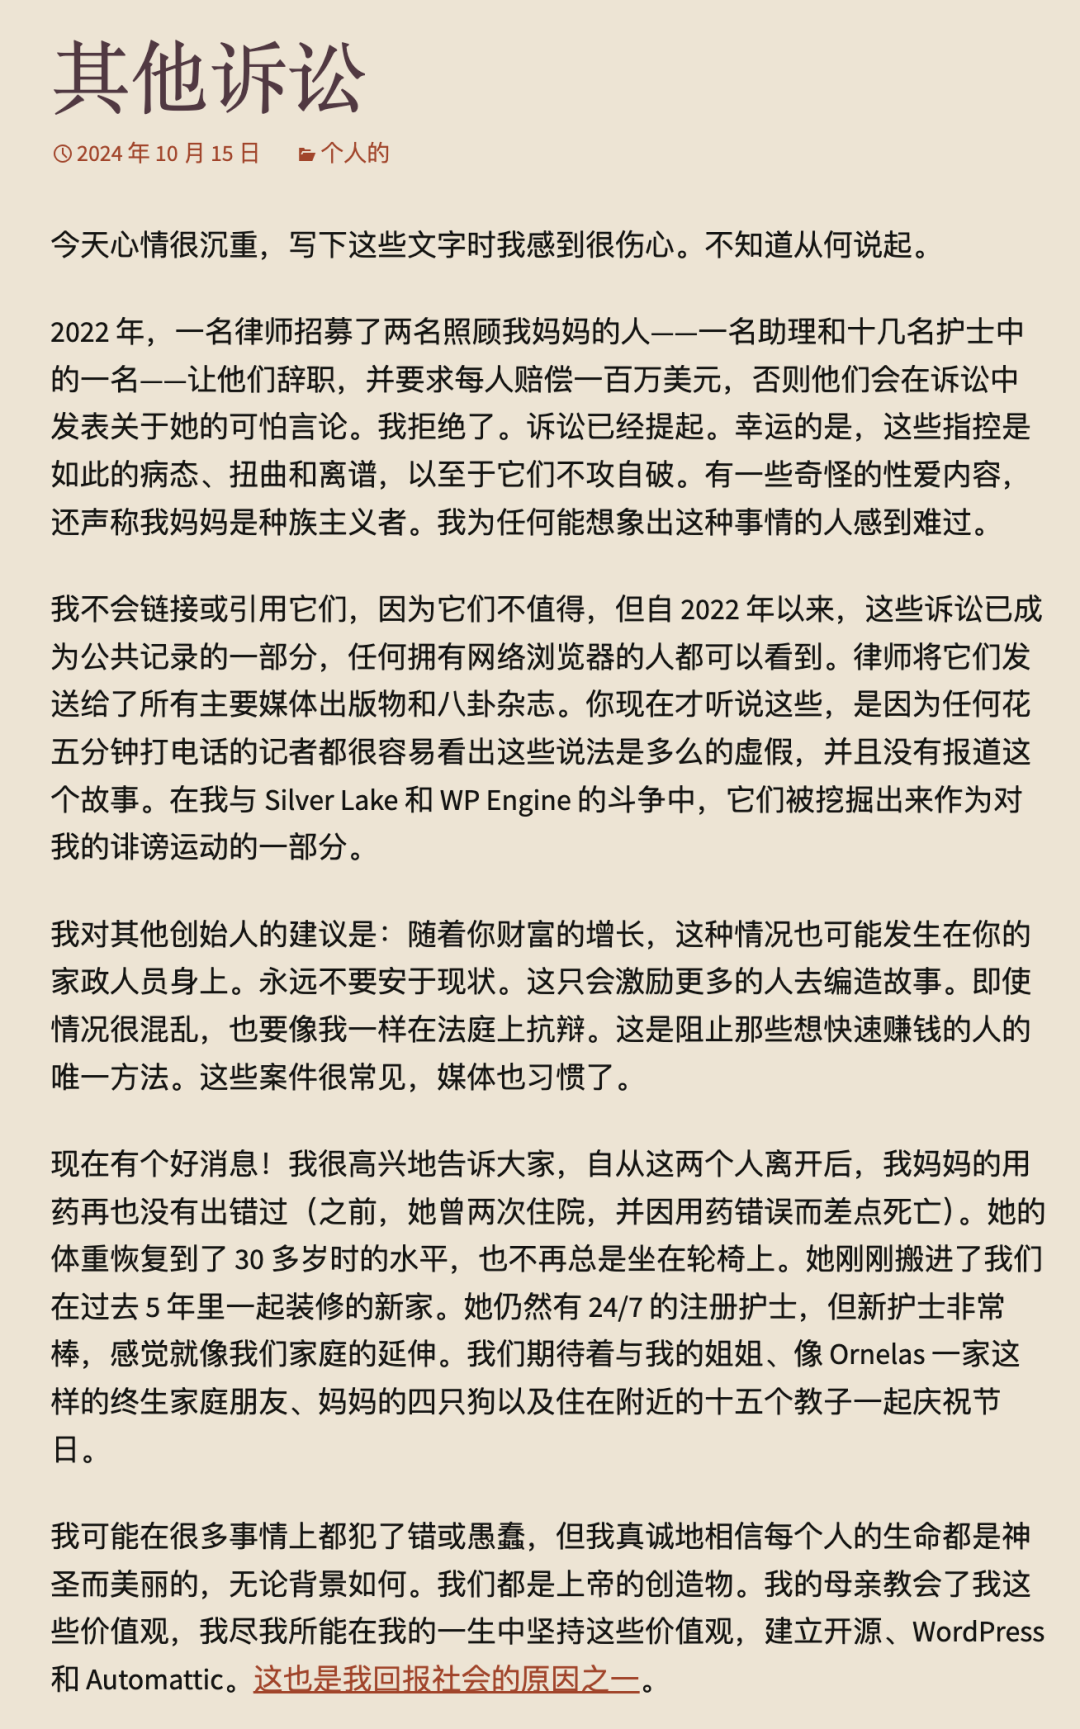 其他诉讼
2024 年 10 月 15 日 个人的
今天心情很沉重，写下这些文字时我感到很伤心。不知道从何说起。
2022 年，一名律师招募了两名照顾我妈妈的人——一名助理和十几名护士中
的一名——让他们辞职，并要求每人赔偿一百万美元，否则他们会在诉讼中
发表关于她的可怕言论。我拒绝了。诉讼已经提起。幸运的是，这些指控是
如此的病态、扭曲和离谱，以至于它们不攻自破。有一些奇怪的性爱内容，
还声称我妈妈是种族主义者。我为任何能想象出这种事情的人感到难过。
我不会链接或引用它们，因为它们不值得，但自 2022 年以来，这些诉讼已成
为公共记录的一部分，任何拥有网络浏览器的人都可以看到。律师将它们发
送给了所有主要媒体出版物和八卦杂志。你现在才听说这些，是因为任何花
五分钟打电话的记者都很容易看出这些说法是多么的虚假，并且没有报道这
个故事。在我与 Silver Lake 和 WP Engine 的斗争中，它们被挖掘出来作为对
我的诽谤运动的一部分。
我对其他创始人的建议是：随着你财富的增长，这种情况也可能发生在你的
家政人员身上。永远不要安于现状。这只会激励更多的人去编造故事。即使
情况很混乱，也要像我一样在法庭上抗辩。这是阻止那些想快速赚钱的人的
唯一方法。这些案件很常见，媒体也习惯了。
现在有个好消息！我很高兴地告诉大家，自从这两个人离开后，我妈妈的用
药再也没有出错过（之前，她曾两次住院，并因用药错误而差点死亡）。她的
体重恢复到了 30 多岁时的水平，也不再总是坐在轮椅上。她刚刚搬进了我们
在过去 5 年里一起装修的新家。她仍然有 24/7 的注册护士，但新护士非常
棒，感觉就像我们家庭的延伸。我们期待着与我的姐姐、像 Ornelas 一家这
样的终生家庭朋友、妈妈的四只狗以及住在附近的十五个教子一起庆祝节
日。
我可能在很多事情上都犯了错或愚蠢，但我真诚地相信每个人的生命都是神
圣而美丽的，无论背景如何。我们都是上帝的创造物。我的母亲教会了我这
些价值观，我尽我所能在我的一生中坚持这些价值观，建立开源、WordPress
和 Automattic。这也是我回报社会的原因之一。